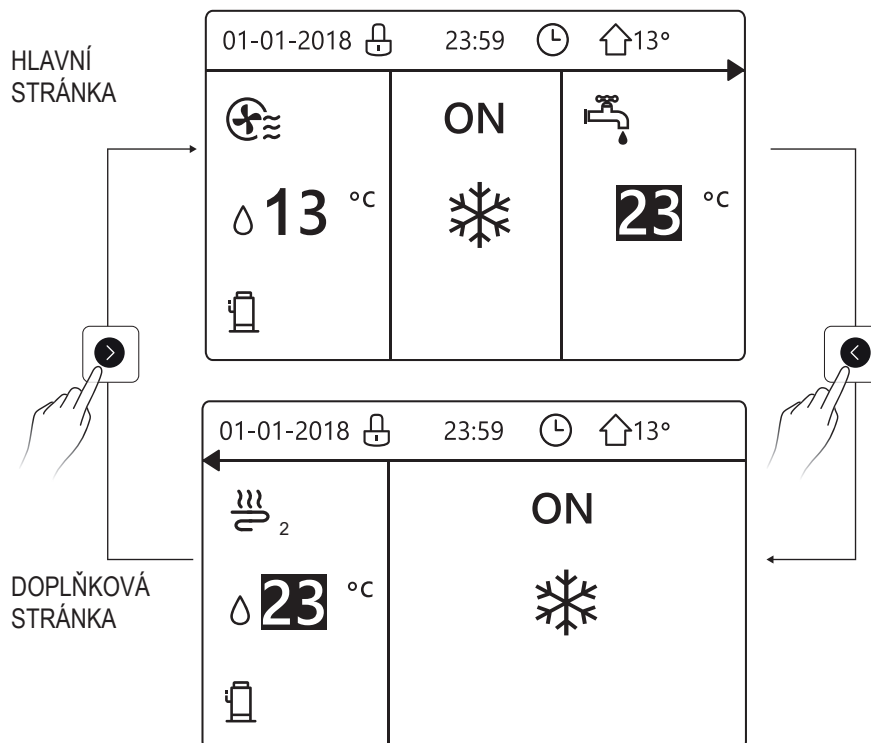 HLAVNÍ
STRÁNKA
01-01-2018 23:59 13°
ON
13 °C
23 °C
01-01-2018 23:59 13°
2
ON
23 °C
DOPLŇKOVÁ
STRÁNKA